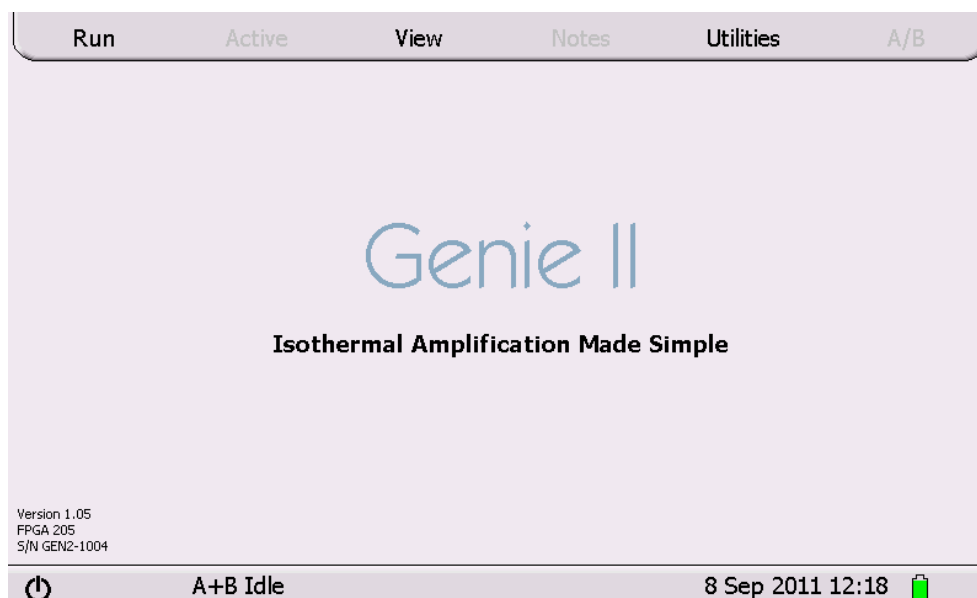 Run Active View Notes Utilities A/B
Genie II
Isothermal Amplification Made Simple
Version 1.05
FPGA 205
S/N GEN2-1004
A+B Idle 8 Sep 2011 12:18